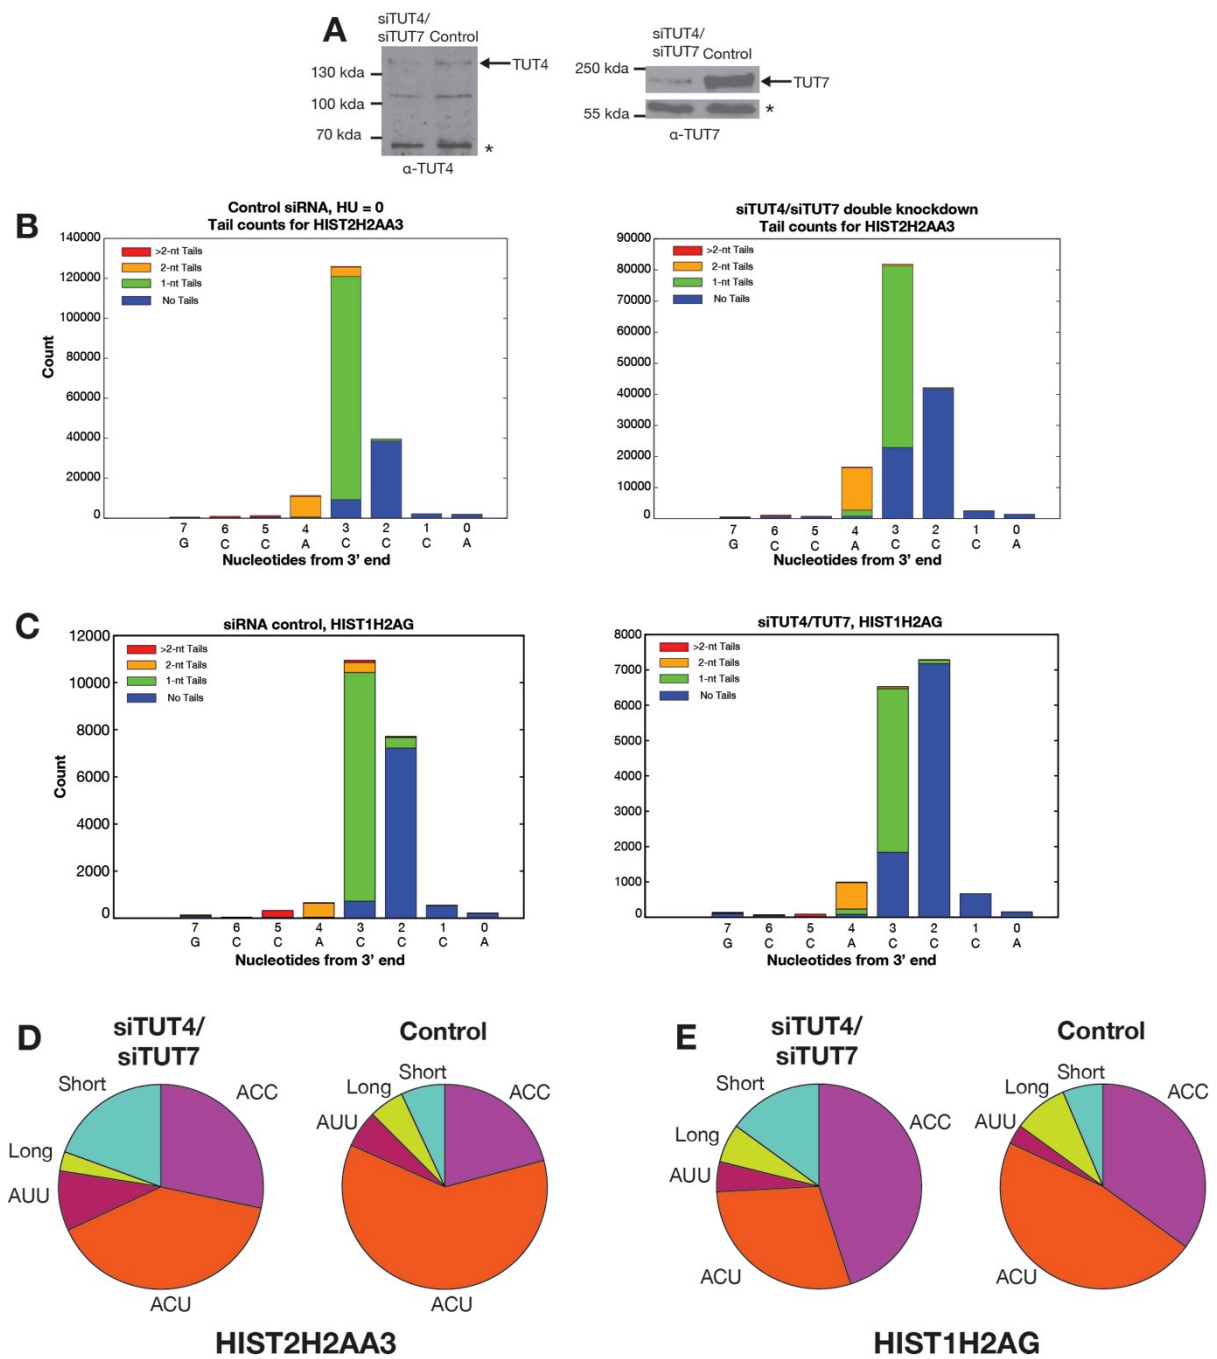 A
siTUT4/
siTUT7 Control
130 kda
TUT4
100 kda
70 kda
*
α-TUT4
siTUT4/
siTUT7 Control
250 kda
TUT7
55 kda
*
α-TUT7
B
Control siRNA, HU = 0
Tail counts for HIST2H2AA3
140000
120000
100000
80000
60000
40000
20000
0
Count
>2-nt Tails
2-nt Tails
1-nt Tails
No Tails
7 6 5 4 3 2 1 0
G C C A C C C A
Nucleotides from 3' end
siTUT4/siTUT7 double knockdown
Tail counts for HIST2H2AA3
90000
80000
70000
60000
50000
40000
30000
20000
10000
0
>2-nt Tails
2-nt Tails
1-nt Tails
No Tails
7 6 5 4 3 2 1 0
G C C A C C C A
Nucleotides from 3' end
C
siRNA control, HIST1H2AG
12000
10000
8000
6000
4000
2000
0
Count
>2-nt Tails
2-nt Tails
1-nt Tails
No Tails
7 6 5 4 3 2 1 0
G C C A C C C A
Nucleotides from 3' end
siTUT4/TUT7, HIST1H2AG
8000
7000
6000
5000
4000
3000
2000
1000
0
>2-nt Tails
2-nt Tails
1-nt Tails
No Tails
7 6 5 4 3 2 1 0
G C C A C C C A
Nucleotides from 3' end
D
siTUT4/
siTUT7
Short
ACC
Long
AUU
ACU
Control
Short
Long
ACC
AUU
ACU
HIST2H2AA3
E
siTUT4/
siTUT7
Short
ACC
Long
AUU
ACU
Control
Short
Long
ACC
AUU
ACU
HIST1H2AG